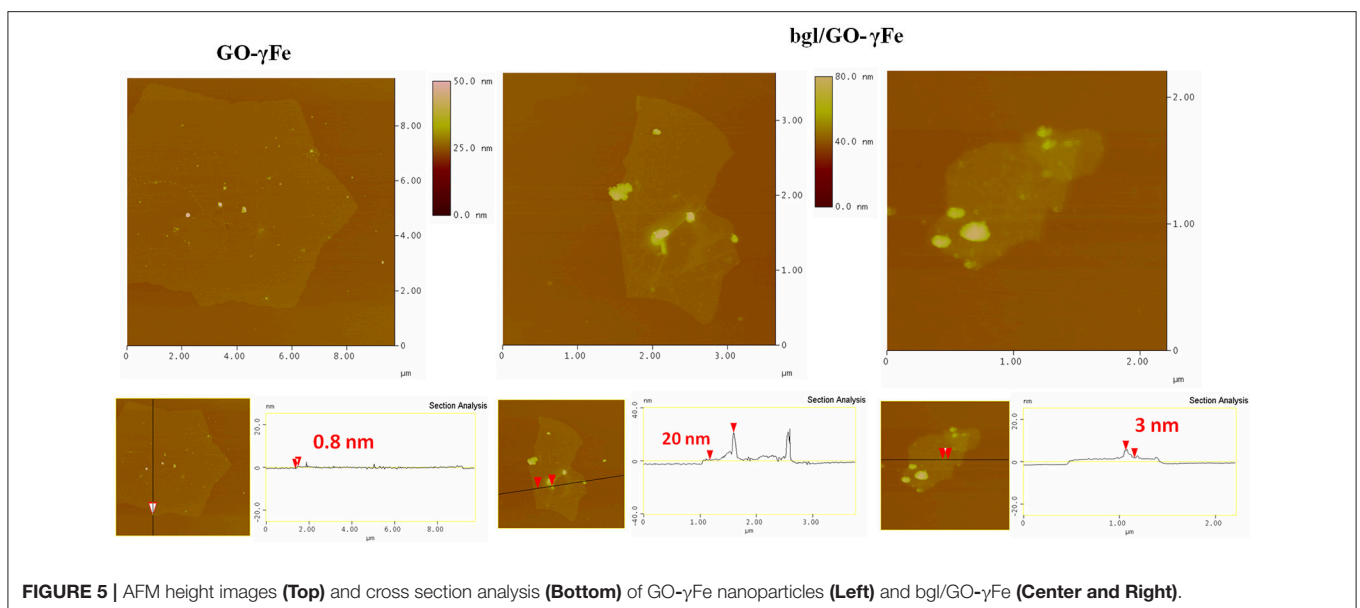 GO-γFe
bgl/GO-γFe
50.0 nm
25.0 nm
0.0 nm
8.00
6.00
4.00
2.00
0
0 2.00 4.00 6.00 8.00
μm
80.0 nm
40.0 nm
0.0 nm
3.00
2.00
1.00
0
0 1.00 2.00 3.00
μm
2.00
1.00
0
0 1.00 2.00
μm
nm Section Analysis
20.0
0
-20.0
0.8 nm
0 2.00 4.00 6.00 8.00
μm
nm Section Analysis
40.0
0
-40.0
20 nm
0 1.00 2.00 3.00
μm
nm Section Analysis
20.0
0
-20.0
3 nm
0 1.00 2.00
μm
FIGURE 5 | AFM height images (Top) and cross section analysis (Bottom) of GO-γFe nanoparticles (Left) and bgl/GO-γFe (Center and Right).